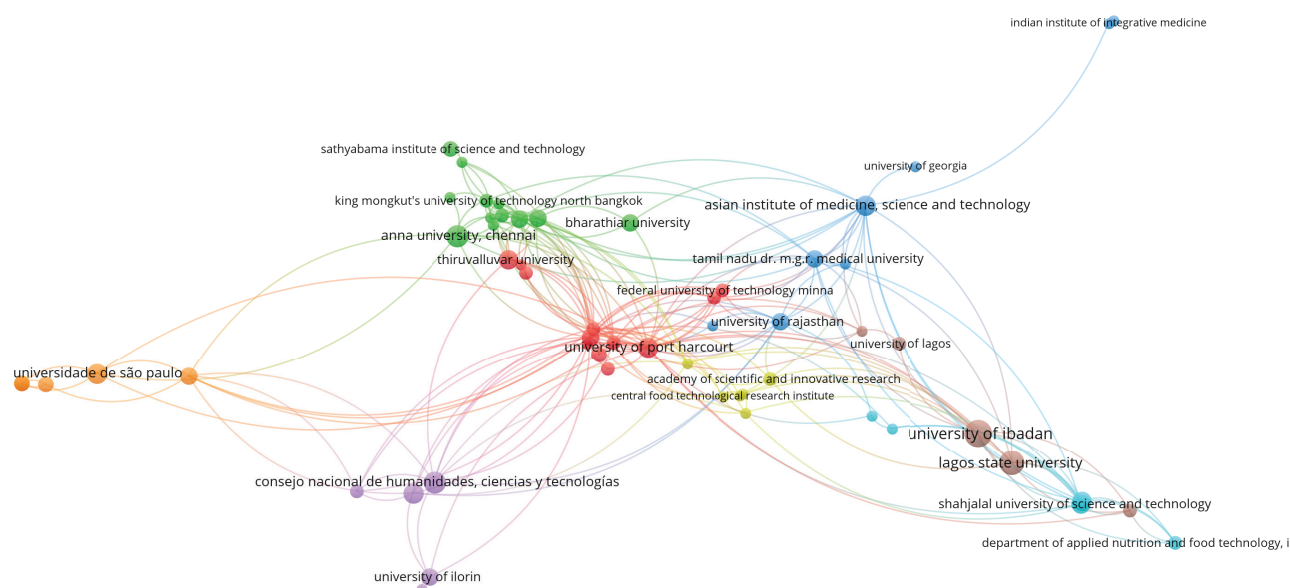 indian institute of integrative medicine
sathyabama institute of science and technology
university of georgia
king mongkut's university of technology north bangkok
asian institute of medicine, science and technology
bharathiar university
anna university, chennai
thiruvalluvar university
tamil nadu dr. m.g.r. medical university
federal university of technology minna
university of rajasthan
university of port harcourt
university of lagos
universidade de são paulo
academy of scientific and innovative research
central food technological research institute
university of ibadan
lagos state university
consejo nacional de humanidades, ciencias y tecnologías
shahjalal university of science and technology
department of applied nutrition and food technology, i
university of ilorin